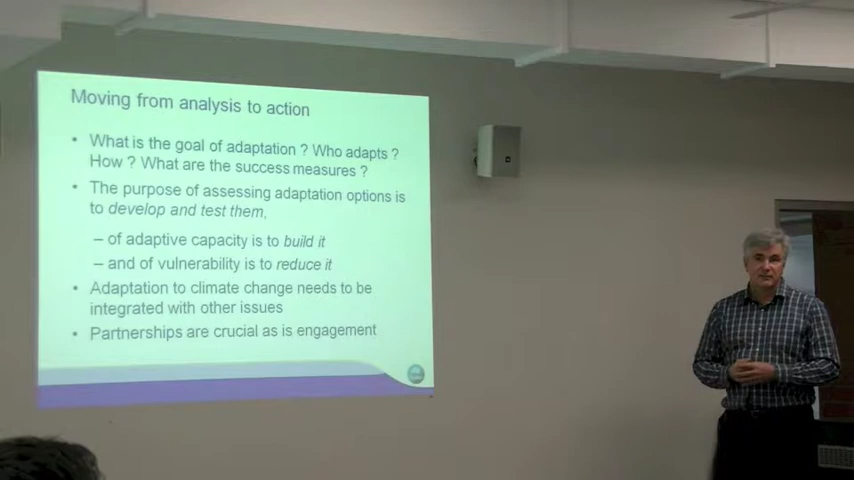 Moving from analysis to action
• What is the goal of adaptation ? Who adapts ?
How ? What are the success measures ?
• The purpose of assessing adaptation options is
to develop and test them,
– of adaptive capacity is to build it
– and of vulnerability is to reduce it
• Adaptation to climate change needs to be
integrated with other issues
• Partnerships are crucial as is engagement